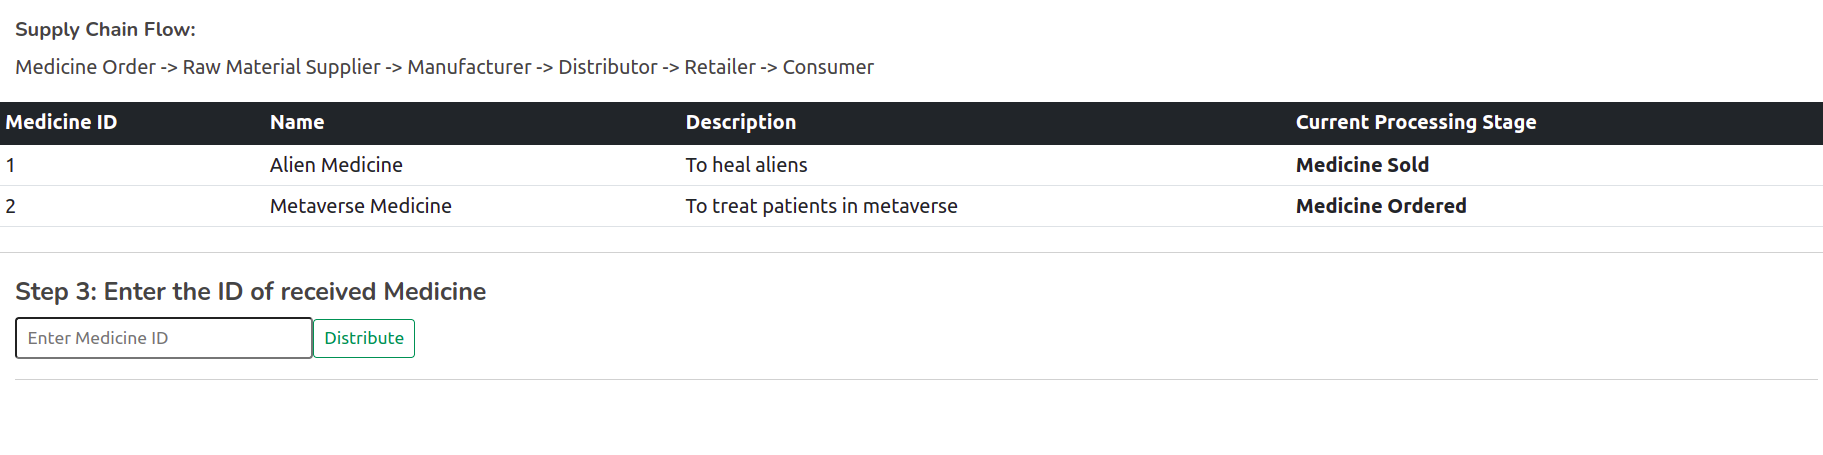 Supply Chain Flow:
Medicine Order -> Raw Material Supplier -> Manufacturer -> Distributor -> Retailer -> Consumer
Medicine ID Name Description Current Processing Stage
1 Alien Medicine To heal aliens Medicine Sold
2 Metaverse Medicine To treat patients in metaverse Medicine Ordered
Step 3: Enter the ID of received Medicine
Enter Medicine ID Distribute